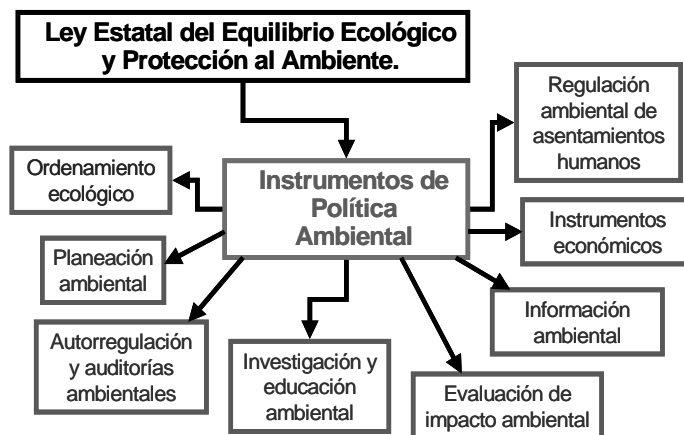 Ley Estatal del Equilibrio Ecológico
y Protección al Ambiente.
Regulación
ambiental de
asentamientos
humanos
Ordenamiento
ecológico
Instrumentos de
Política
Ambiental
Instrumentos
económicos
Planeación
ambiental
Información
ambiental
Autorregulación
y auditorías
ambientales
Investigación y
educación
ambiental
Evaluación de
impacto ambiental